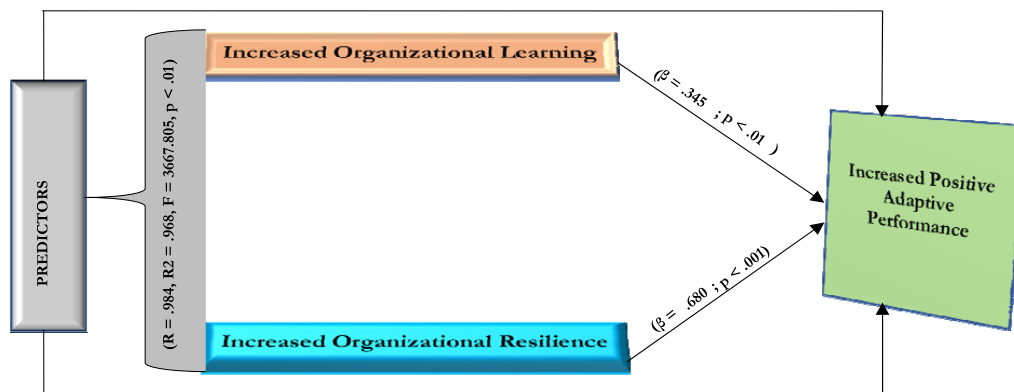 PREDICTORS
(R = .984, R2 = .968, F = 3667.805, p < .01)
Increased Organizational Learning
(β = .345 ; p < .01 )
Increased Organizational Resilience
(β = .680 ; p < .001)
Increased Positive
Adaptive
Performance